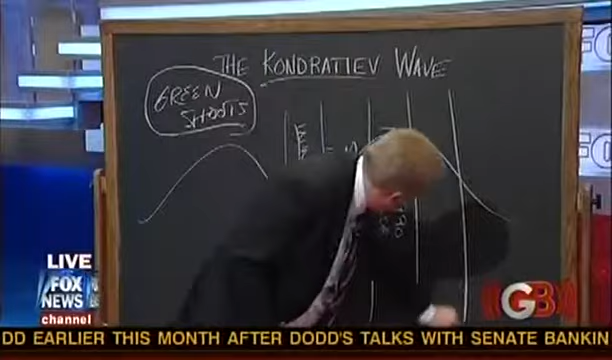 THE KONDRATIEV WAVE
GREEN
SHOOTS
LIVE
FOX
NEWS
channel
GB
DD EARLIER THIS MONTH AFTER DODD'S TALKS WITH SENATE BANKIN